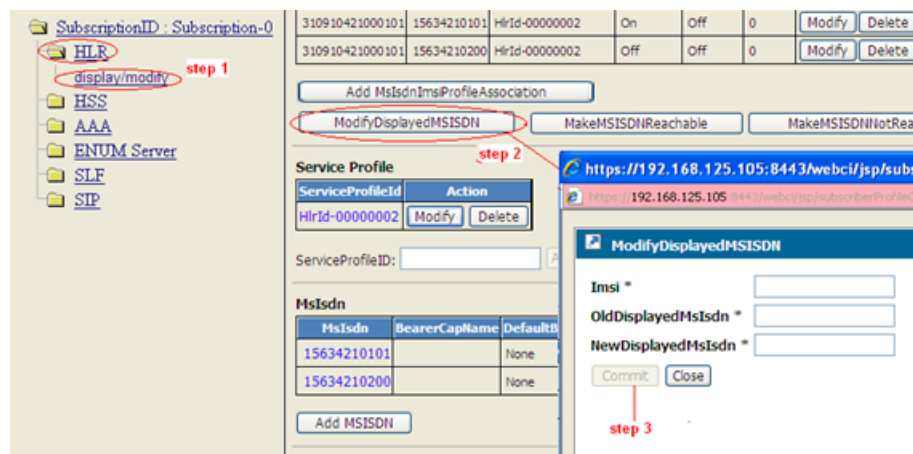 SubscriptionID : Subscription-0
HLR
display/modify
step 1
HSS
AAA
ENUM Server
SLF
SIP
310910421000101 15634210101 HlrId-00000002 On Off 0 Modify Delete
310910421000101 15634210200 HlrId-00000002 Off Off 0 Modify Delete
Add MsIsdnImsiProfileAssociation
ModifyDisplayedMSISDN MakeMSISDNReachable MakeMSISDNNotRea
step 2
Service Profile
ServiceProfileId Action
HlrId-00000002 Modify Delete
ServiceProfileID: A
MsIsdn
MsIsdn BearerCapName DefaultB
15634210101 None
15634210200 None
Add MSISDN
https://192.168.125.105:8443/webci/jsp/subs
https://192.168.125.105:8443/webci/jsp/subscriberProfileG
ModifyDisplayedMSISDN
Imsi *
OldDisplayedMsIsdn *
NewDisplayedMsIsdn *
Commit Close
step 3